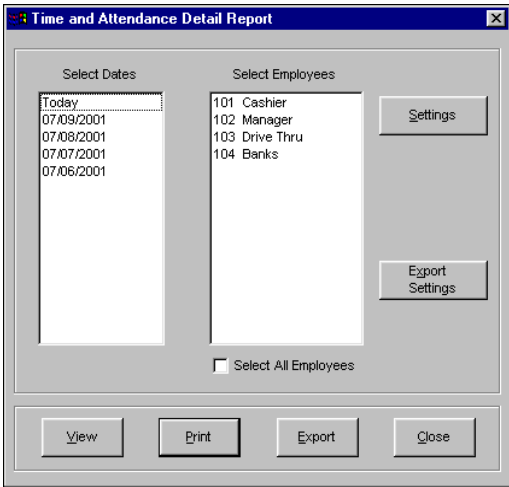 Time and Attendance Detail Report
Select Dates
Select Employees
Today
07/09/2001
07/08/2001
07/07/2001
07/06/2001
101 Cashier
102 Manager
103 Drive Thru
104 Banks
Settings
Export
Settings
Select All Employees
View
Print
Export
Close